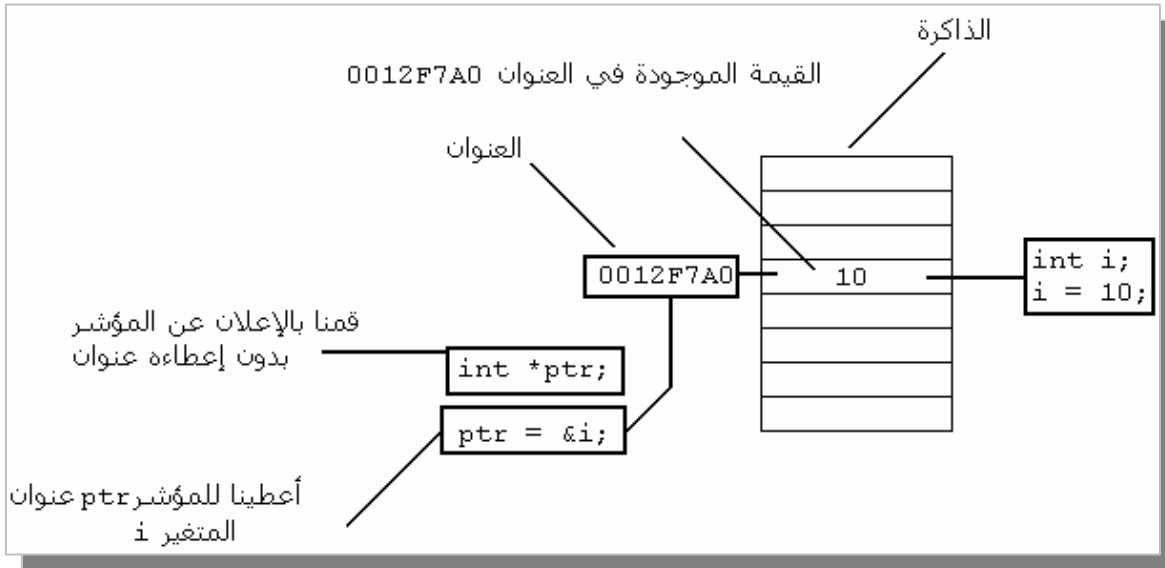 الذاكرة
القيمة الموجودة في العنوان 0012F7A0
العنوان
0012F7A0
10
int i;
i = 10;
قمنا بالإعلان عن المؤشر
بدون إعطاءه عنوان
int *ptr;
ptr = &i;
أعطينا للمؤشر ptr عنوان
المتغير i